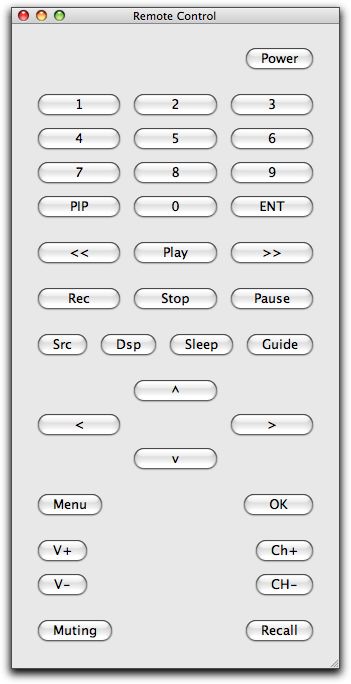 Remote Control
Power
1 2 3
4 5 6
7 8 9
PIP 0 ENT
<< Play >>
Rec Stop Pause
Src Dsp Sleep Guide
^
< >
v
Menu OK
V+ Ch+
V- CH-
Muting Recall